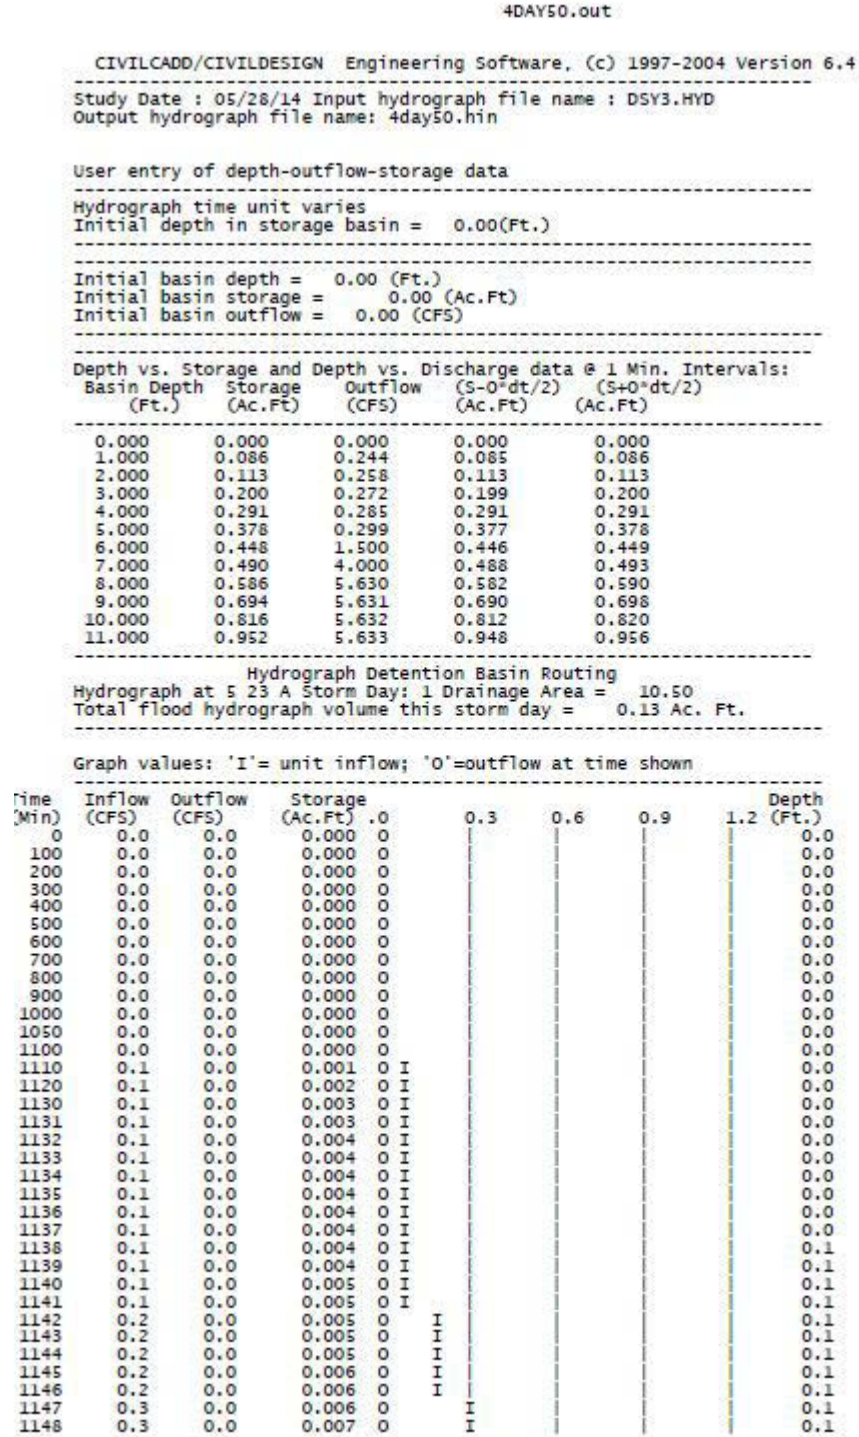 4DAY50.out
CIVILCADD/CIVILDESIGN Engineering Software, (c) 1997-2004 Version 6.4
--------------------------------------------------------------------
Study Date : 05/28/14 Input hydrograph file name : DSY3.HYD
Output hydrograph file name: 4day50.hin
User entry of depth-outflow-storage data
--------------------------------------------------------------------
Hydrograph time unit varies
Initial depth in storage basin = 0.00(Ft.)
--------------------------------------------------------------------
--------------------------------------------------------------------
Initial basin depth = 0.00 (Ft.)
Initial basin storage = 0.00 (Ac.Ft)
Initial basin outflow = 0.00 (CFS)
--------------------------------------------------------------------
--------------------------------------------------------------------
Depth vs. Storage and Depth vs. Discharge data @ 1 Min. Intervals:
Basin Depth Storage Outflow (S-O*dt/2) (S+O*dt/2)
(Ft.) (Ac.Ft) (CFS) (Ac.Ft) (Ac.Ft)
--------------------------------------------------------------------
0.000 0.000 0.000 0.000 0.000
1.000 0.086 0.244 0.085 0.086
2.000 0.113 0.258 0.113 0.113
3.000 0.200 0.272 0.199 0.200
4.000 0.291 0.285 0.291 0.291
5.000 0.378 0.299 0.377 0.378
6.000 0.448 1.500 0.446 0.449
7.000 0.490 4.000 0.488 0.493
8.000 0.586 5.630 0.582 0.590
9.000 0.694 5.631 0.690 0.698
10.000 0.816 5.632 0.812 0.820
11.000 0.952 5.633 0.948 0.956
--------------------------------------------------------------------
Hydrograph Detention Basin Routing
Hydrograph at 5 23 A Storm Day: 1 Drainage Area = 10.50
Total flood hydrograph volume this storm day = 0.13 Ac. Ft.
--------------------------------------------------------------------
Graph values: 'I'= unit inflow; 'O'=outflow at time shown
--------------------------------------------------------------------
Time Inflow Outflow Storage Depth
(Min) (CFS) (CFS) (Ac.Ft) .0 0.3 0.6 0.9 1.2 (Ft.)
0 0.0 0.0 0.000 O | | | | 0.0
100 0.0 0.0 0.000 O | | | | 0.0
200 0.0 0.0 0.000 O | | | | 0.0
300 0.0 0.0 0.000 O | | | | 0.0
400 0.0 0.0 0.000 O | | | | 0.0
500 0.0 0.0 0.000 O | | | | 0.0
600 0.0 0.0 0.000 O | | | | 0.0
700 0.0 0.0 0.000 O | | | | 0.0
800 0.0 0.0 0.000 O | | | | 0.0
900 0.0 0.0 0.000 O | | | | 0.0
1000 0.0 0.0 0.000 O | | | | 0.0
1050 0.0 0.0 0.000 O | | | | 0.0
1100 0.0 0.0 0.000 O | | | | 0.0
1110 0.1 0.0 0.001 O I | | | | 0.0
1120 0.1 0.0 0.002 O I | | | | 0.0
1130 0.1 0.0 0.003 O I | | | | 0.0
1131 0.1 0.0 0.003 O I | | | | 0.0
1132 0.1 0.0 0.004 O I | | | | 0.0
1133 0.1 0.0 0.004 O I | | | | 0.0
1134 0.1 0.0 0.004 O I | | | | 0.0
1135 0.1 0.0 0.004 O I | | | | 0.0
1136 0.1 0.0 0.004 O I | | | | 0.0
1137 0.1 0.0 0.004 O I | | | | 0.0
1138 0.1 0.0 0.004 O I | | | | 0.1
1139 0.1 0.0 0.004 O I | | | | 0.1
1140 0.1 0.0 0.005 O I | | | | 0.1
1141 0.1 0.0 0.005 O I | | | | 0.1
1142 0.2 0.0 0.005 O I | | | | 0.1
1143 0.2 0.0 0.005 O I | | | | 0.1
1144 0.2 0.0 0.005 O I | | | | 0.1
1145 0.2 0.0 0.006 O I | | | | 0.1
1146 0.2 0.0 0.006 O I | | | | 0.1
1147 0.3 0.0 0.006 O I | | | 0.1
1148 0.3 0.0 0.007 O I | | | 0.1